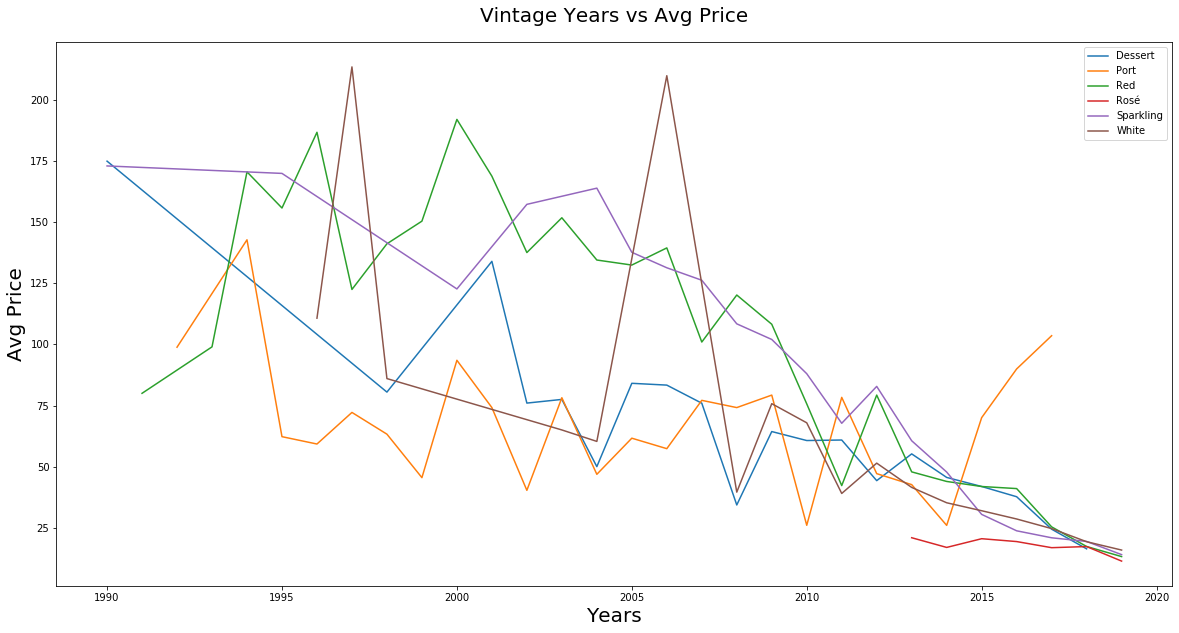 Vintage Years vs Avg Price
Dessert
Port
Red
Rosé
Sparkling
White
Avg Price
200
175
150
125
100
75
50
25
1990
1995
2000
2005
2010
2015
2020
Years